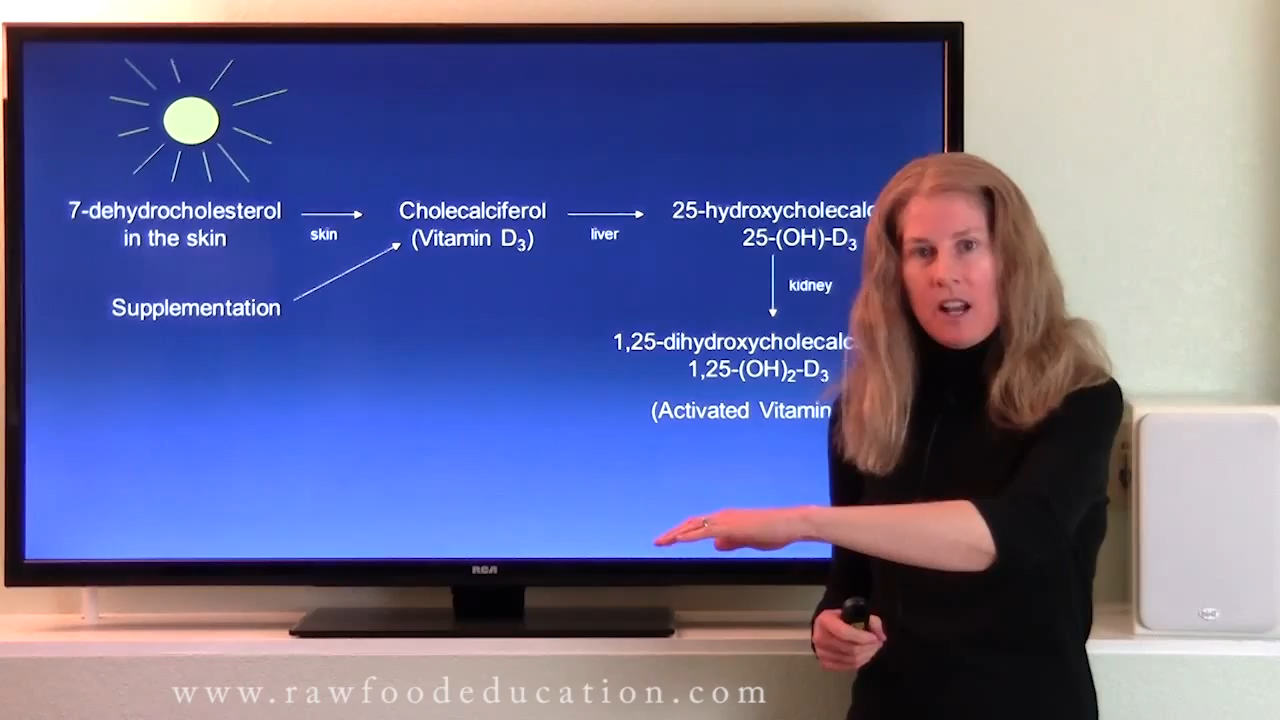 7-dehydrocholesterol
in the skin
skin
Cholecalciferol
(Vitamin D₃)
liver
25-hydroxycholecalc
25-(OH)-D₃
kidney
Supplementation
1,25-dihydroxycholecalc
1,25-(OH)₂-D₃
(Activated Vitamin
RCA
www.rawfoodeducation.com